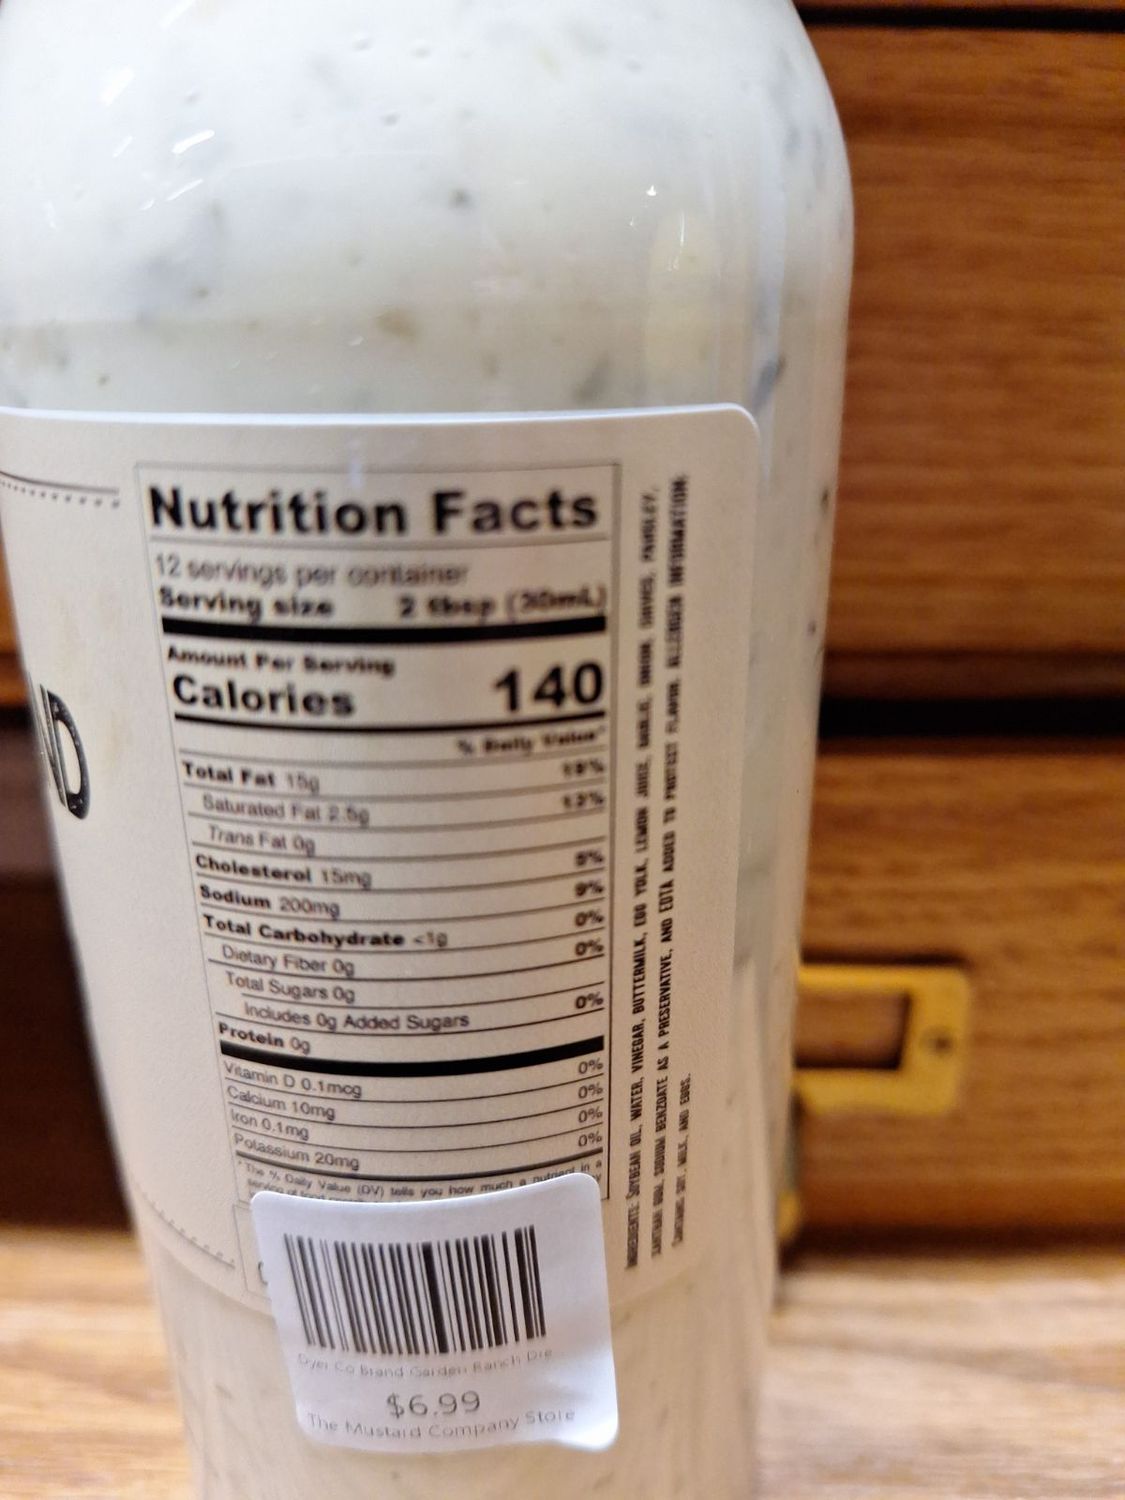 ND
Nutrition Facts
12 servings per container
Serving size 2 tbsp (30mL)
Amount Per Serving
Calories 140
% Daily Value*
Total Fat 15g 19%
Saturated Fat 2.5g 13%
Trans Fat 0g
Cholesterol 15mg 5%
Sodium 200mg 9%
Total Carbohydrate <1g 0%
Dietary Fiber 0g 0%
Total Sugars 0g
Includes 0g Added Sugars 0%
Protein 0g
Vitamin D 0.1mcg 0%
Calcium 10mg 0%
Iron 0.1mg 0%
Potassium 20mg 0%
* The % Daily Value (DV) tells you how much a nutrient in a
serving of food
INGREDIENTS: SOYBEAN OIL, WATER, VINEGAR, BUTTERMILK, EGG YOLK, LEMON JUICE, GARLIC, ONION, CHIVES, PARSLEY,
XANTHAN GUM, SODIUM BENZOATE AS A PRESERVATIVE, AND EDTA ADDED TO PROTECT FLAVOR. ALLERGEN INFORMATION:
CONTAINS SOY, MILK, AND EGGS.
Dyer Co Brand Garden Ranch Dre
$6.99
The Mustard Company Store